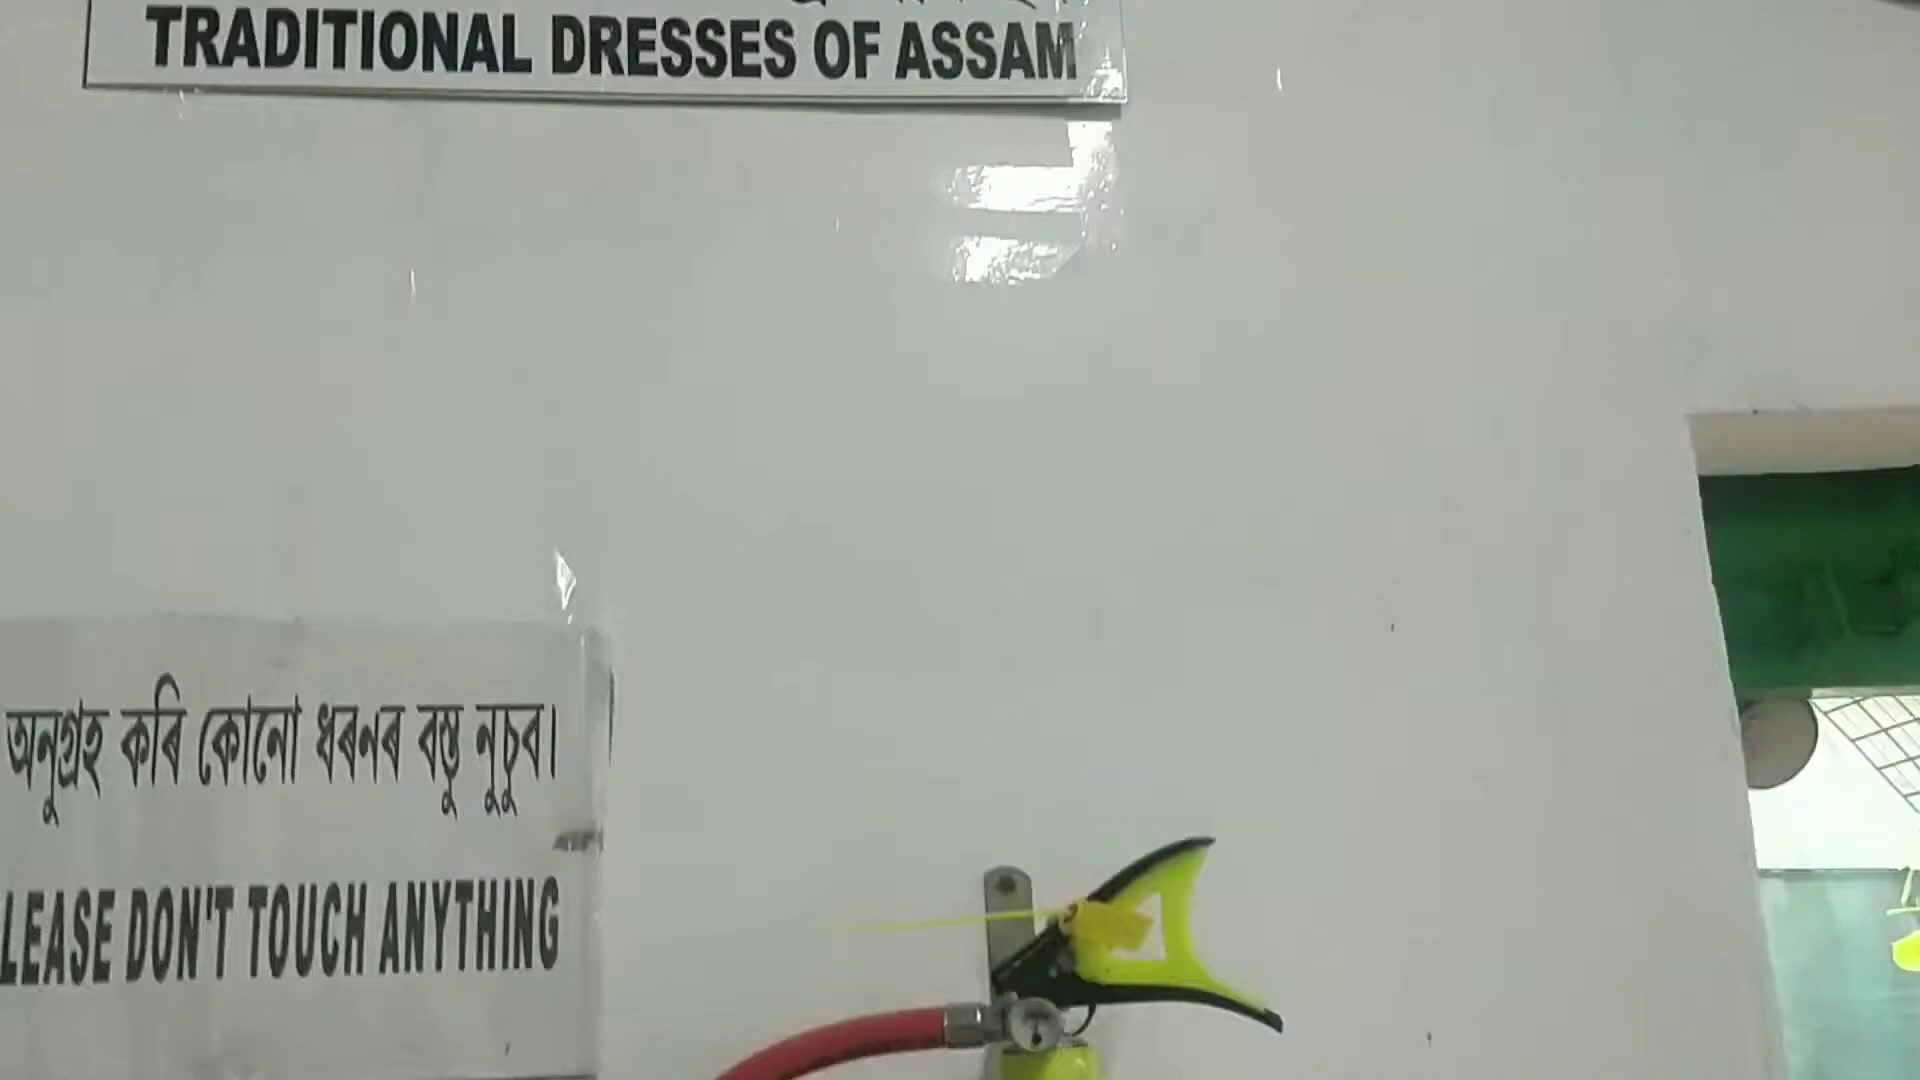 TRADITIONAL DRESSES OF ASSAM
অনুগ্ৰহ কৰি কোনো ধৰণৰ বস্তু নুচুব।
LEASE DON'T TOUCH ANYTHING